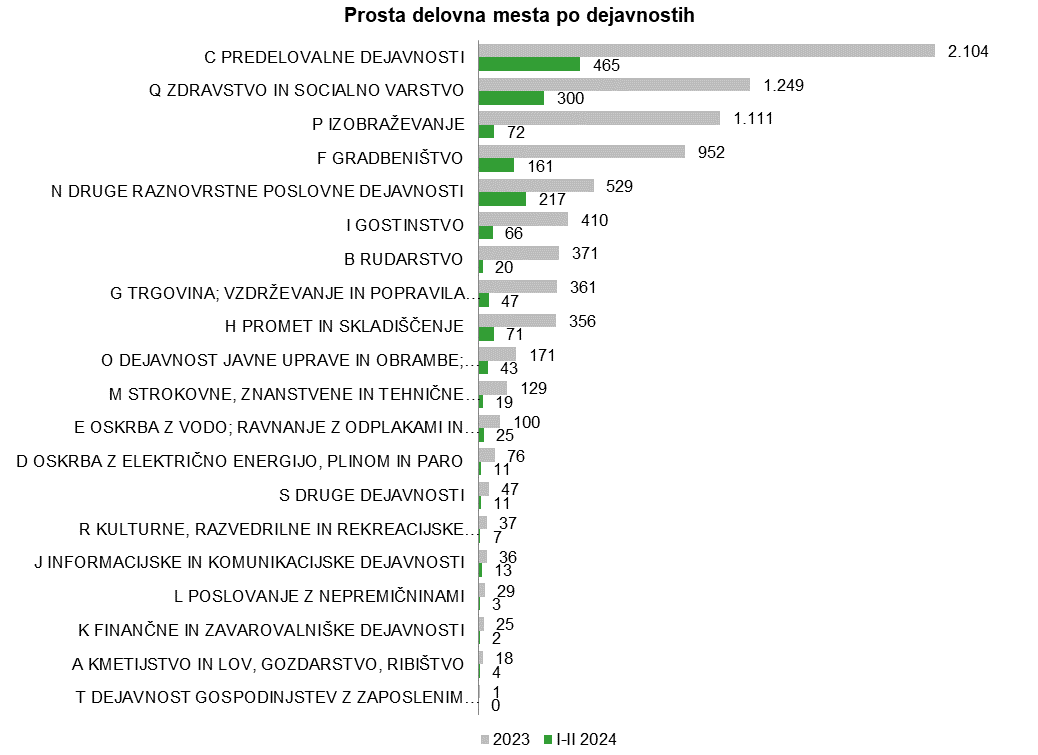 Prosta delovna mesta po dejavnostih
C PREDELOVALNE DEJAVNOSTI 2.104
465
Q ZDRAVSTVO IN SOCIALNO VARSTVO 1.249
300
P IZOBRAŽEVANJE 1.111
72
F GRADBENIŠTVO 952
161
N DRUGE RAZNOVRSTNE POSLOVNE DEJAVNOSTI 529
217
I GOSTINSTVO 410
66
B RUDARSTVO 371
20
G TRGOVINA; VZDRŽEVANJE IN POPRAVILA… 361
47
H PROMET IN SKLADIŠČENJE 356
71
O DEJAVNOST JAVNE UPRAVE IN OBRAMBE;… 171
43
M STROKOVNE, ZNANSTVENE IN TEHNIČNE… 129
19
E OSKRBA Z VODO; RAVNANJE Z ODPLAKAMI IN… 100
25
D OSKRBA Z ELEKTRIČNO ENERGIJO, PLINOM IN PARO 76
11
S DRUGE DEJAVNOSTI 47
11
R KULTURNE, RAZVEDRILNE IN REKREACIJSKE… 37
7
J INFORMACIJSKE IN KOMUNIKACIJSKE DEJAVNOSTI 36
13
L POSLOVANJE Z NEPREMIČNINAMI 29
3
K FINANČNE IN ZAVAROVALNIŠKE DEJAVNOSTI 25
2
A KMETIJSTVO IN LOV, GOZDARSTVO, RIBIŠTVO 18
4
T DEJAVNOST GOSPODINJSTEV Z ZAPOSLENIM… 1
0
2023 I-II 2024